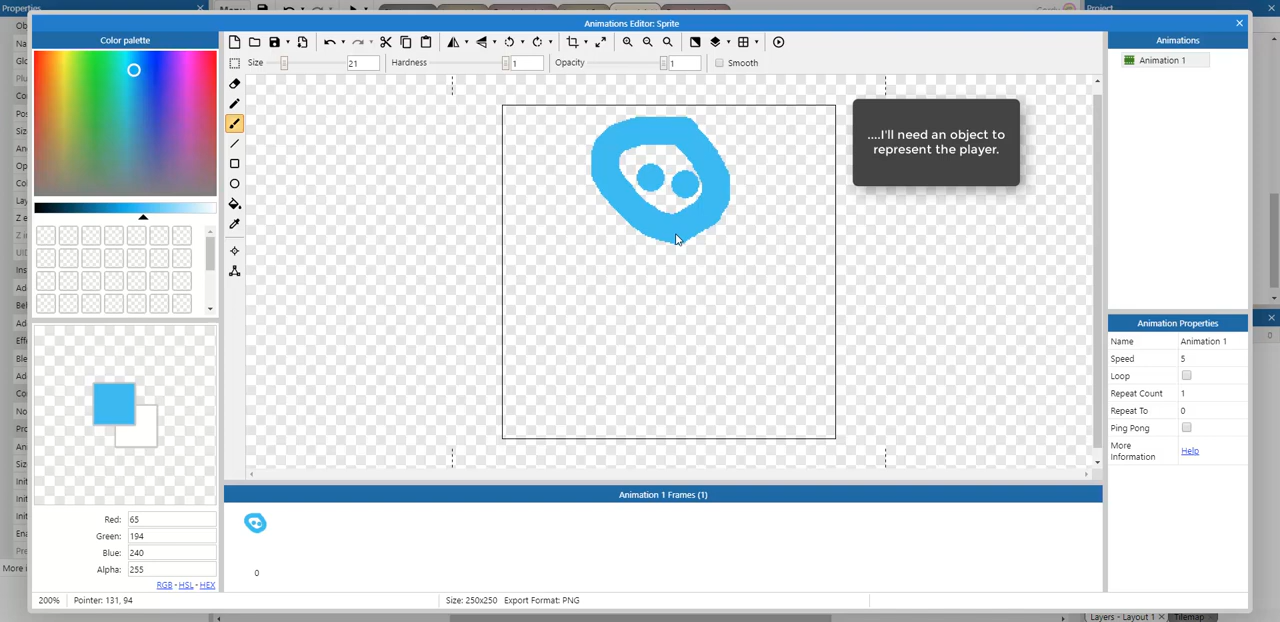 Properties
Menu
Project
Animations Editor: Sprite
Color palette
Animations
Size 21 Hardness 1 Opacity 1 Smooth
Animation 1
....I'll need an object to
represent the player.
Animation Properties
Name Animation 1
Speed 5
Loop
Repeat Count 1
Repeat To 0
Ping Pong
More
Information Help
Animation 1 Frames (1)
0
Red: 65
Green: 194
Blue: 240
Alpha: 255
RGB - HSL - HEX
More i
200% Pointer: 131, 94 Size: 250x250 Export Format: PNG
Layers - Layout 1 Tilemap